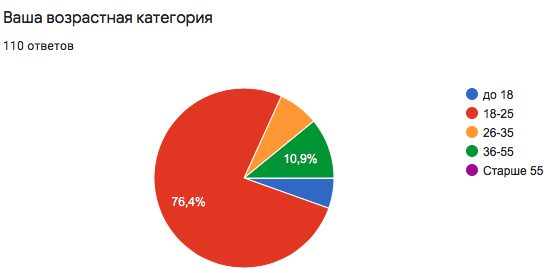 Ваша возрастная категория
110 ответов
до 18
18-25
26-35
36-55
Старше 55
10,9%
76,4%